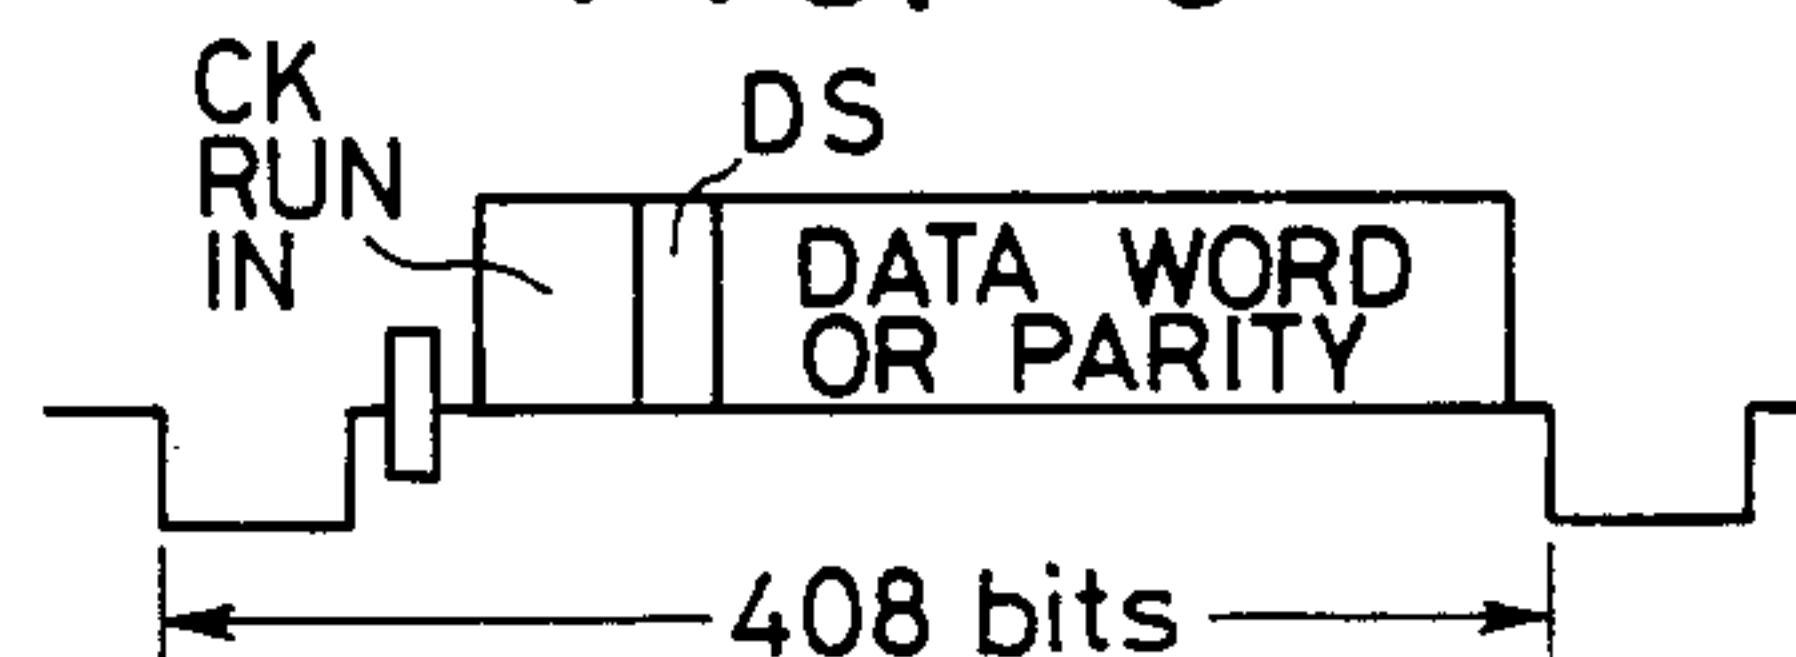 CK
RUN
IN
DS
DATA WORD
OR PARITY
408 bits